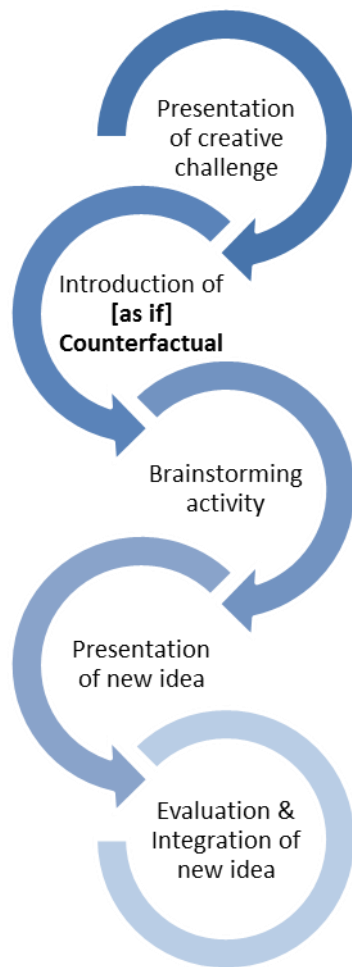 Presentation
of creative
challenge
Introduction of
[as if]
Counterfactual
Brainstorming
activity
Presentation
of new idea
Evaluation &
Integration of
new idea